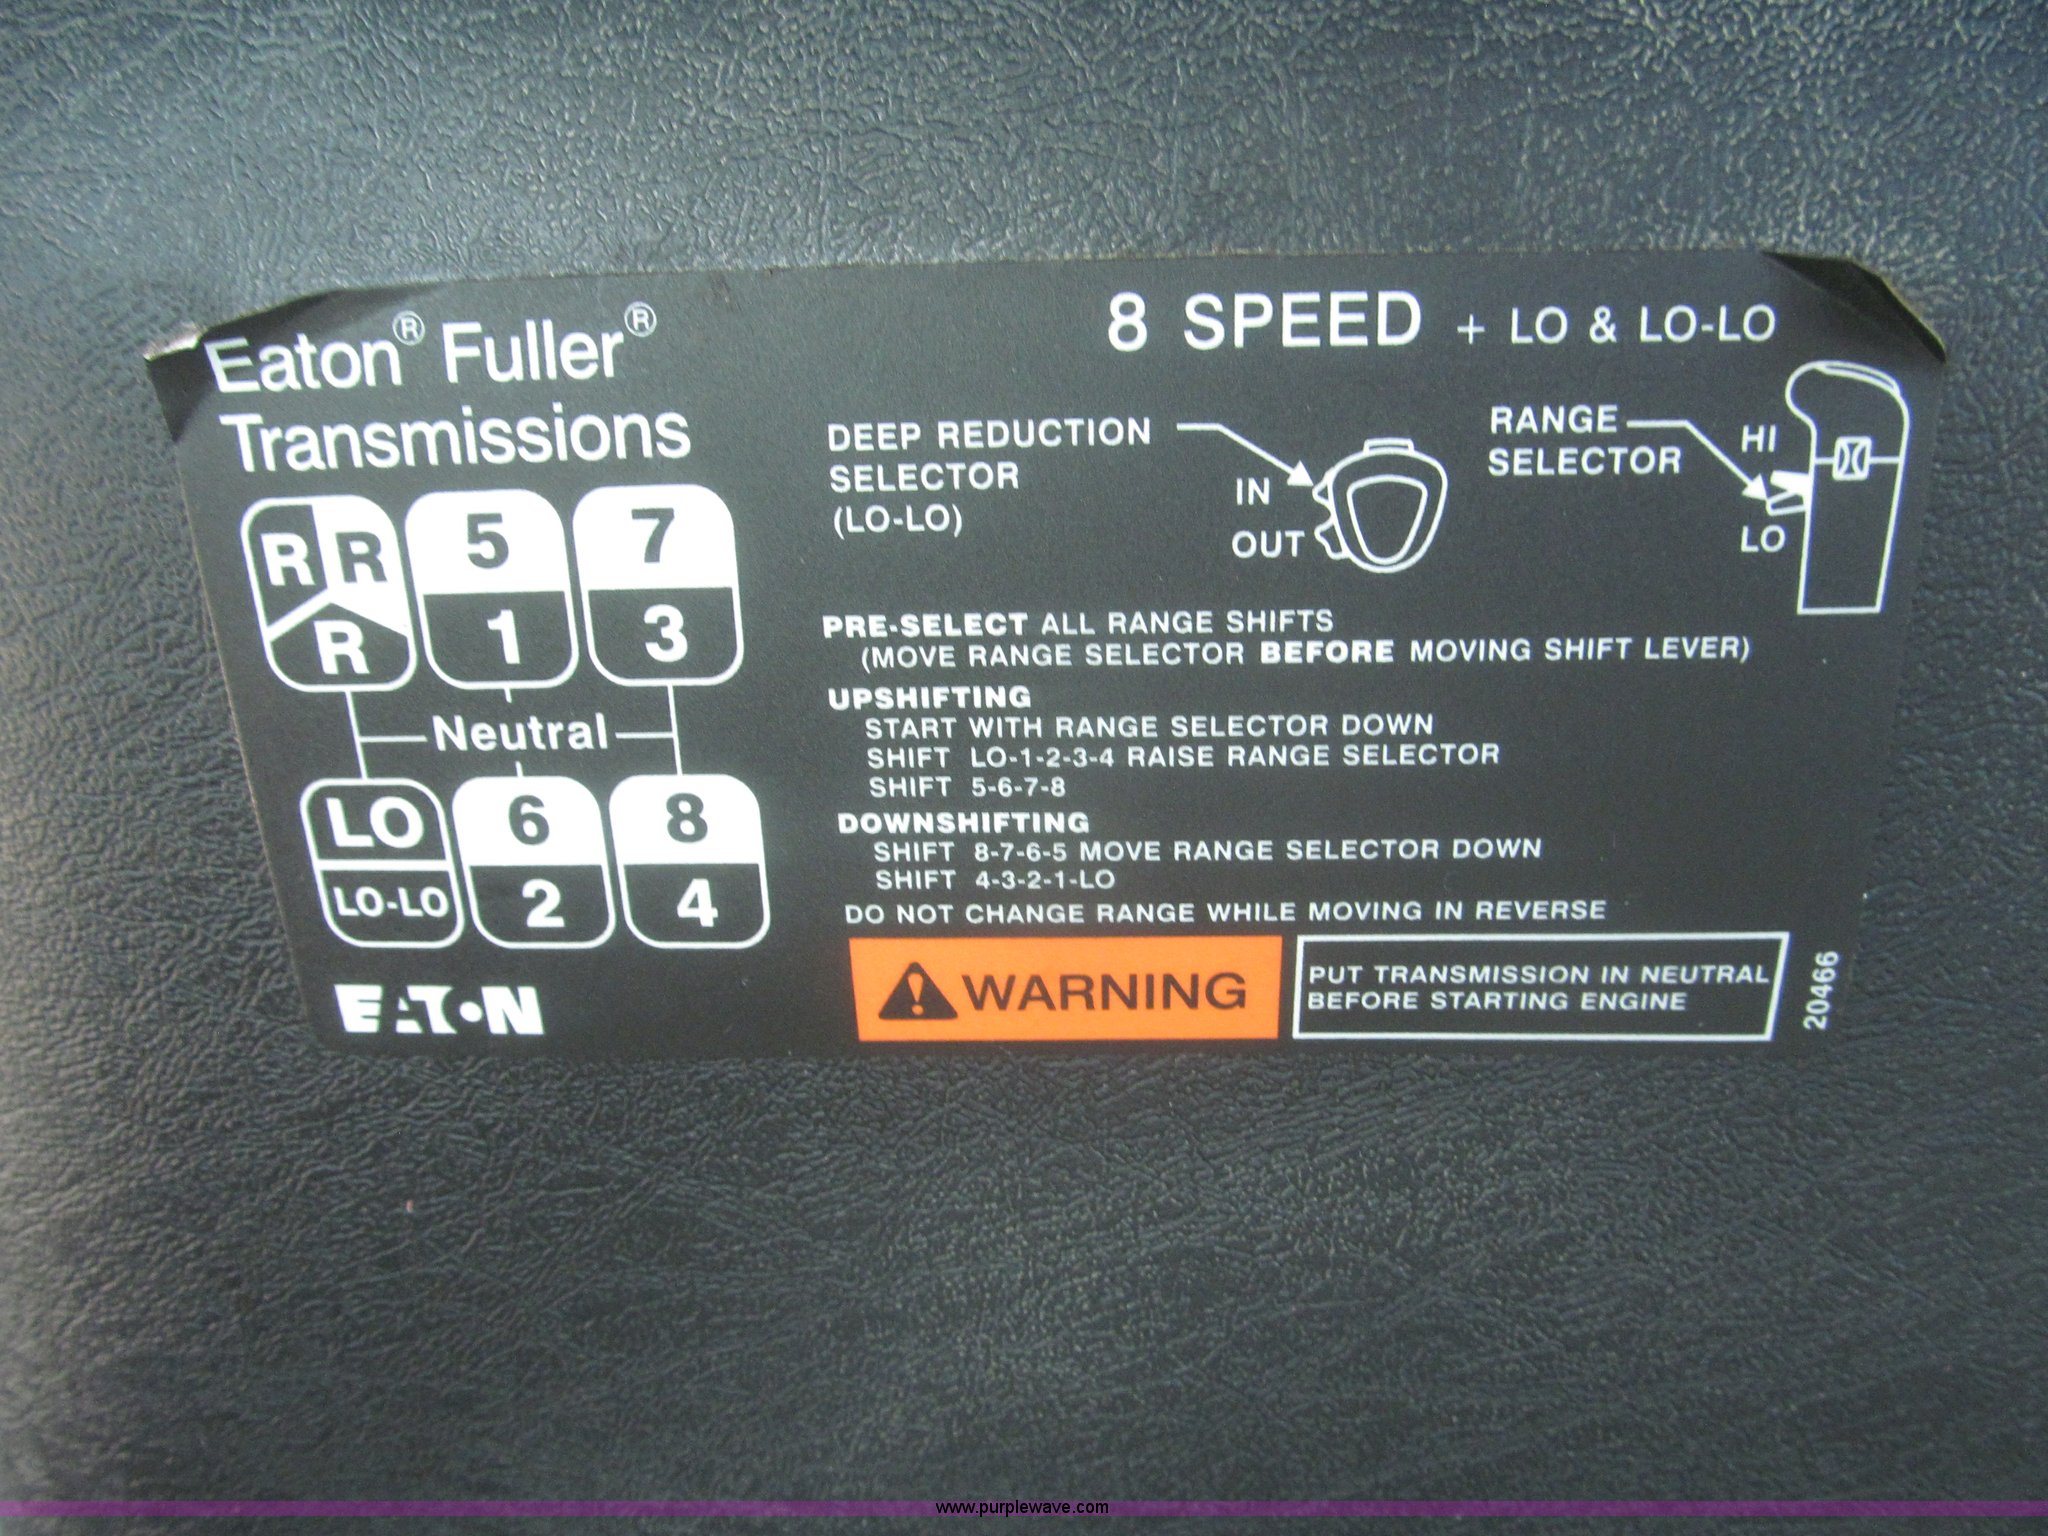 Eaton® Fuller®
Transmissions
8 SPEED + LO & LO-LO
DEEP REDUCTION
SELECTOR
(LO-LO)
IN
OUT
RANGE
SELECTOR
HI
LO
R R
R
5
1
7
3
Neutral
LO
LO-LO
6
2
8
4
EATON
PRE-SELECT ALL RANGE SHIFTS
(MOVE RANGE SELECTOR BEFORE MOVING SHIFT LEVER)
UPSHIFTING
START WITH RANGE SELECTOR DOWN
SHIFT LO-1-2-3-4 RAISE RANGE SELECTOR
SHIFT 5-6-7-8
DOWNSHIFTING
SHIFT 8-7-6-5 MOVE RANGE SELECTOR DOWN
SHIFT 4-3-2-1-LO
DO NOT CHANGE RANGE WHILE MOVING IN REVERSE
WARNING
PUT TRANSMISSION IN NEUTRAL
BEFORE STARTING ENGINE
20466
www.purplewave.com